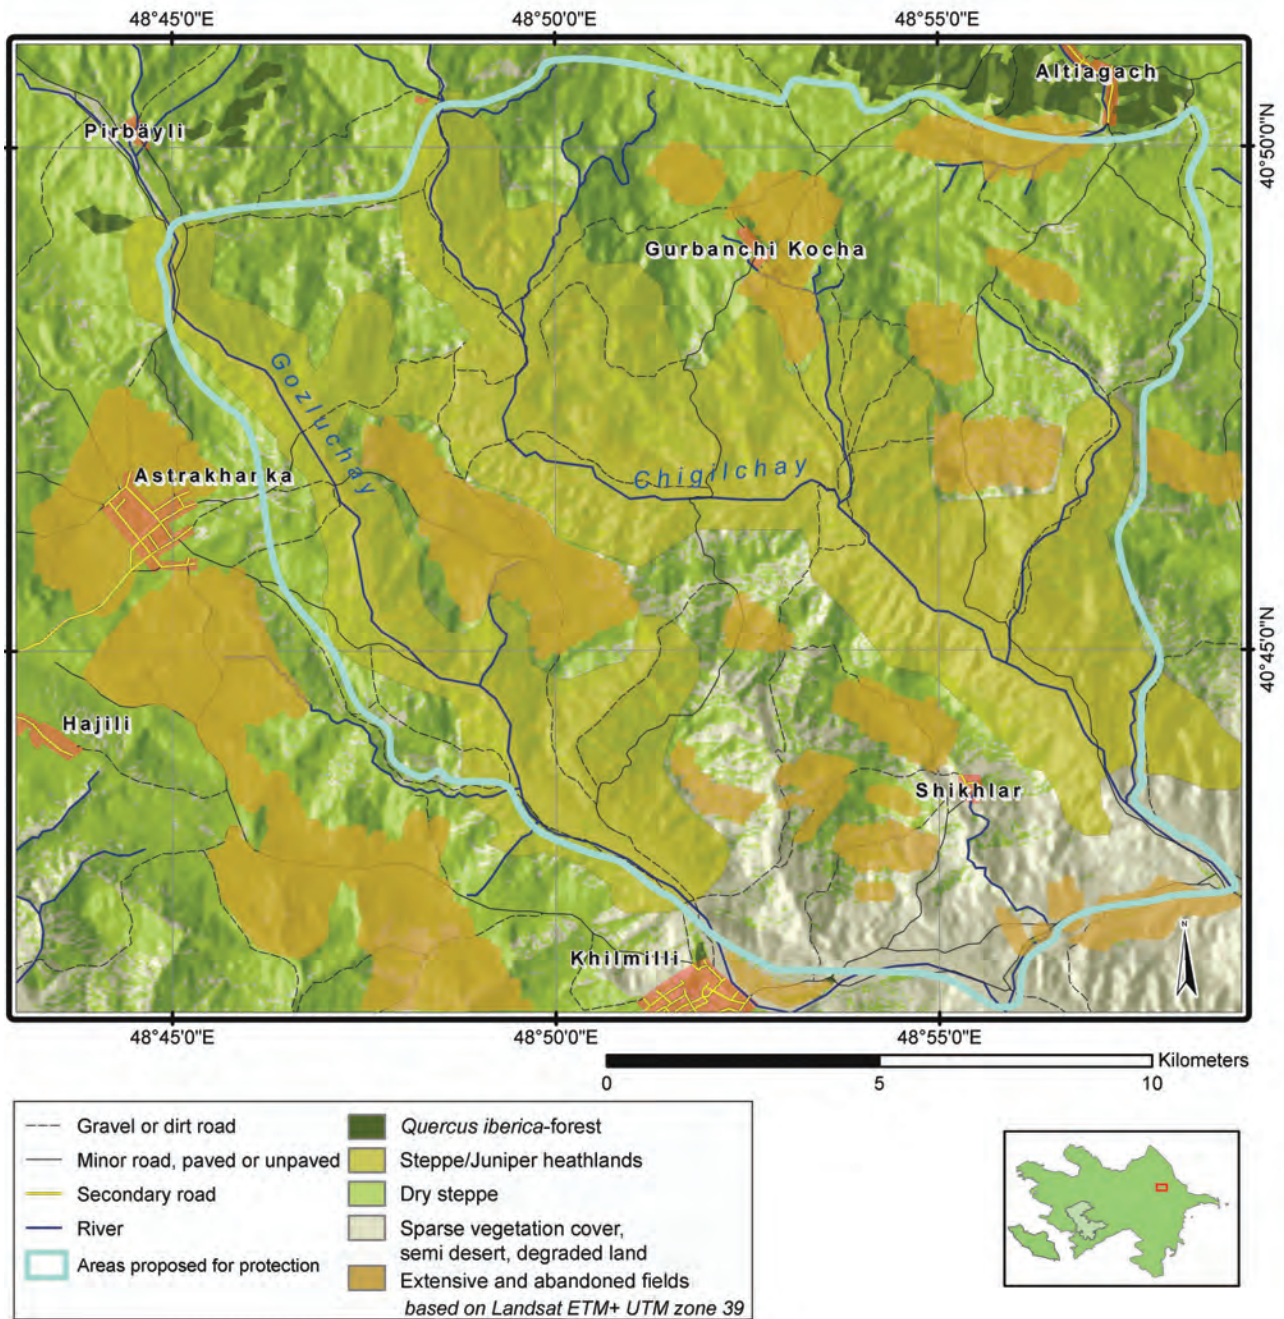 48°45'0"E
48°50'0"E
48°55'0"E
Altiagach
Pirbäyli
40°50'0"N
Gurbanchi Kocha
Gozluchay
Chigilchay
Astrakhanka
40°45'0"N
Hajili
Shikhlar
N
Khilmilli
48°45'0"E
48°50'0"E
48°55'0"E
Kilometers
0
5
10
Gravel or dirt road
Minor road, paved or unpaved
Secondary road
River
Areas proposed for protection
Quercus iberica-forest
Steppe/Juniper heathlands
Dry steppe
Sparse vegetation cover,
semi desert, degraded land
Extensive and abandoned fields
based on Landsat ETM+ UTM zone 39